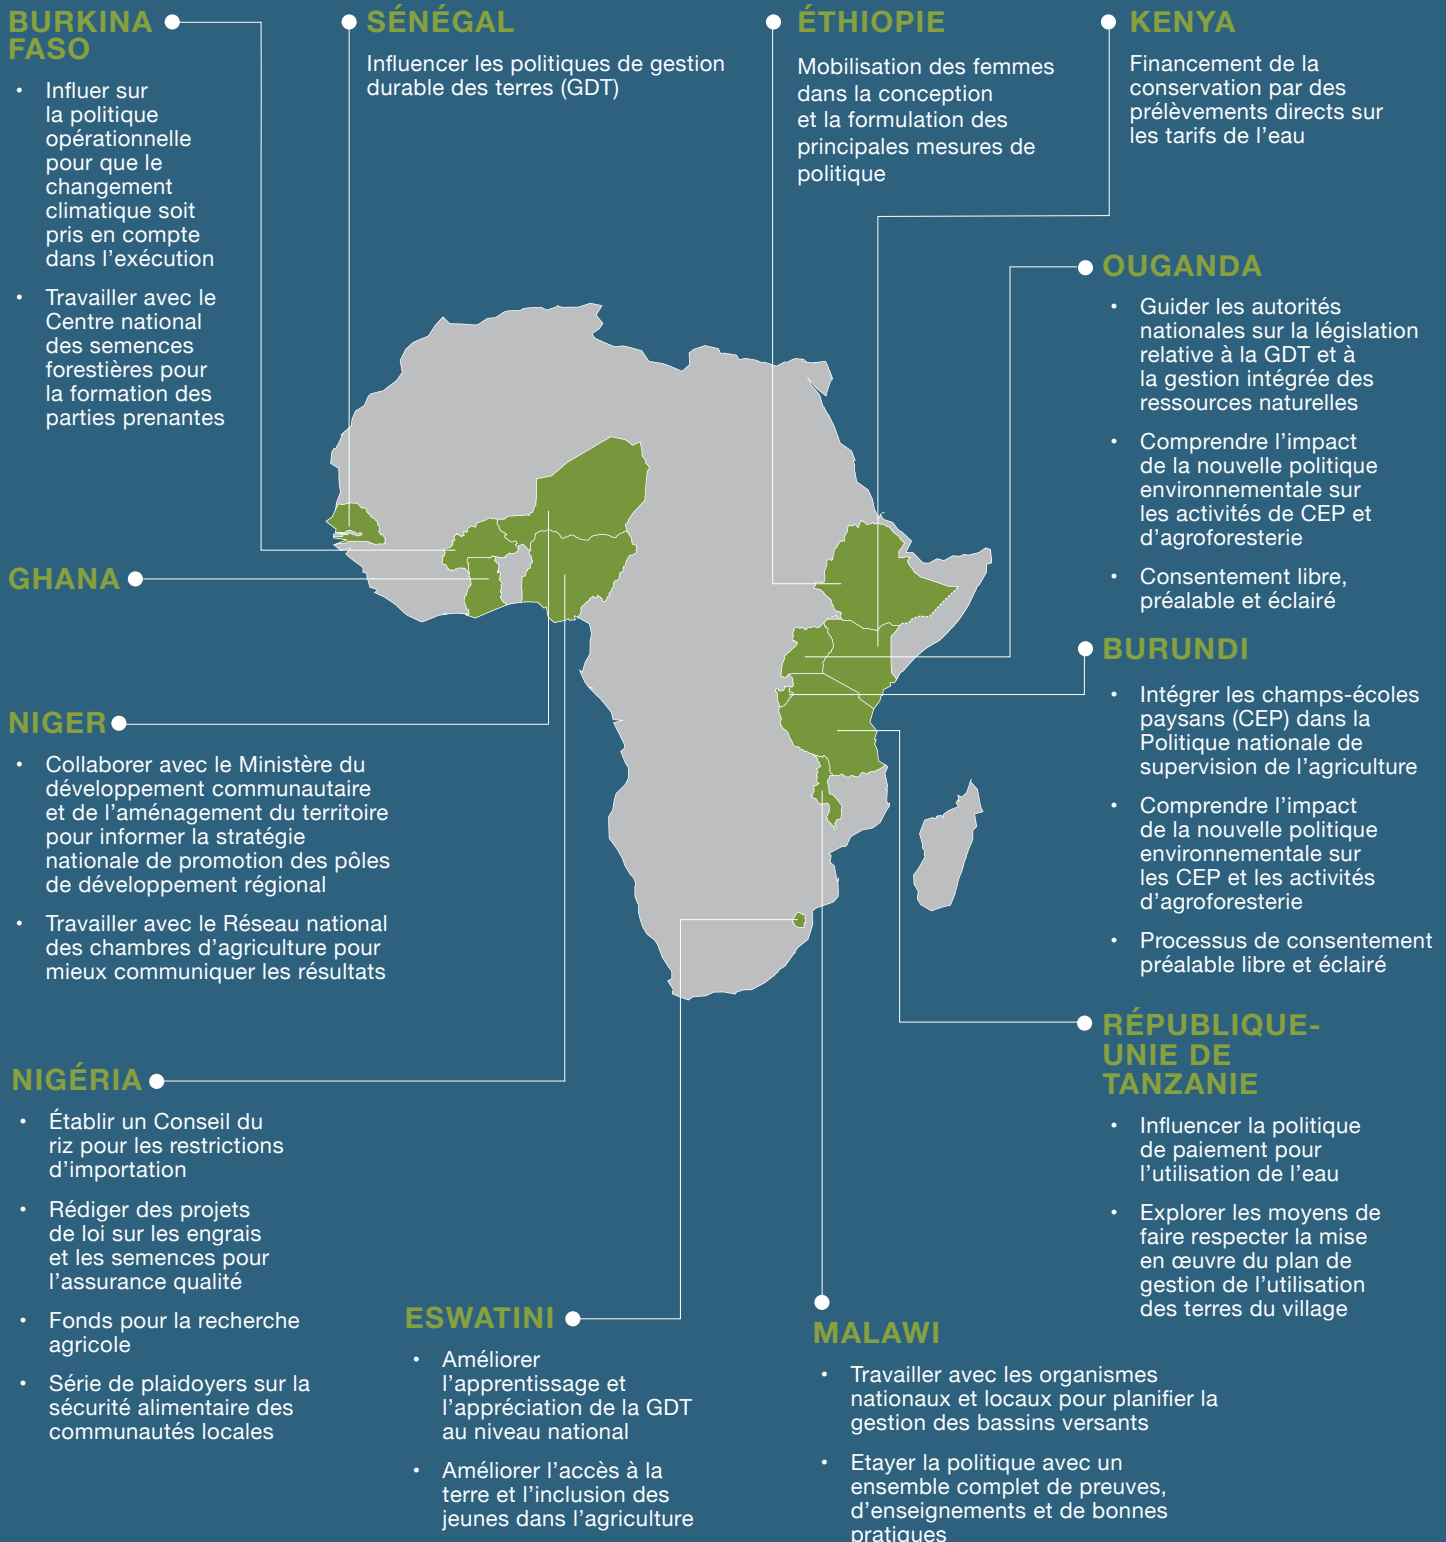 BURKINA
FASO
• Influer sur
la politique
opérationnelle
pour que le
changement
climatique soit
pris en compte
dans l’exécution
• Travailler avec le
Centre national
des semences
forestières pour
la formation des
parties prenantes
SÉNÉGAL
Influencer les politiques de gestion
durable des terres (GDT)
ÉTHIOPIE
Mobilisation des femmes
dans la conception
et la formulation des
principales mesures de
politique
KENYA
Financement de la
conservation par des
prélèvements directs sur
les tarifs de l’eau
OUGANDA
• Guider les autorités
nationales sur la législation
relative à la GDT et à
la gestion intégrée des
ressources naturelles
• Comprendre l’impact
de la nouvelle politique
environnementale sur
les activités de CEP et
d’agroforesterie
• Consentement libre,
préalable et éclairé
GHANA
BURUNDI
• Intégrer les champs-écoles
paysans (CEP) dans la
Politique nationale de
supervision de l’agriculture
• Comprendre l’impact
de la nouvelle politique
environnementale sur
les CEP et les activités
d’agroforesterie
• Processus de consentement
préalable libre et éclairé
NIGER
• Collaborer avec le Ministère du
développement communautaire
et de l’aménagement du territoire
pour informer la stratégie
nationale de promotion des pôles
de développement régional
• Travailler avec le Réseau national
des chambres d’agriculture pour
mieux communiquer les résultats
RÉPUBLIQUE-
UNIE DE
TANZANIE
• Influencer la politique
de paiement pour
l’utilisation de l’eau
• Explorer les moyens de
faire respecter la mise
en œuvre du plan de
gestion de l’utilisation
des terres du village
NIGÉRIA
• Établir un Conseil du
riz pour les restrictions
d’importation
• Rédiger des projets
de loi sur les engrais
et les semences pour
l’assurance qualité
• Fonds pour la recherche
agricole
• Série de plaidoyers sur la
sécurité alimentaire des
communautés locales
ESWATINI
• Améliorer
l’apprentissage et
l’appréciation de la GDT
au niveau national
• Améliorer l’accès à la
terre et l’inclusion des
jeunes dans l’agriculture
MALAWI
• Travailler avec les organismes
nationaux et locaux pour planifier la
gestion des bassins versants
• Etayer la politique avec un
ensemble complet de preuves,
d’enseignements et de bonnes
pratiques